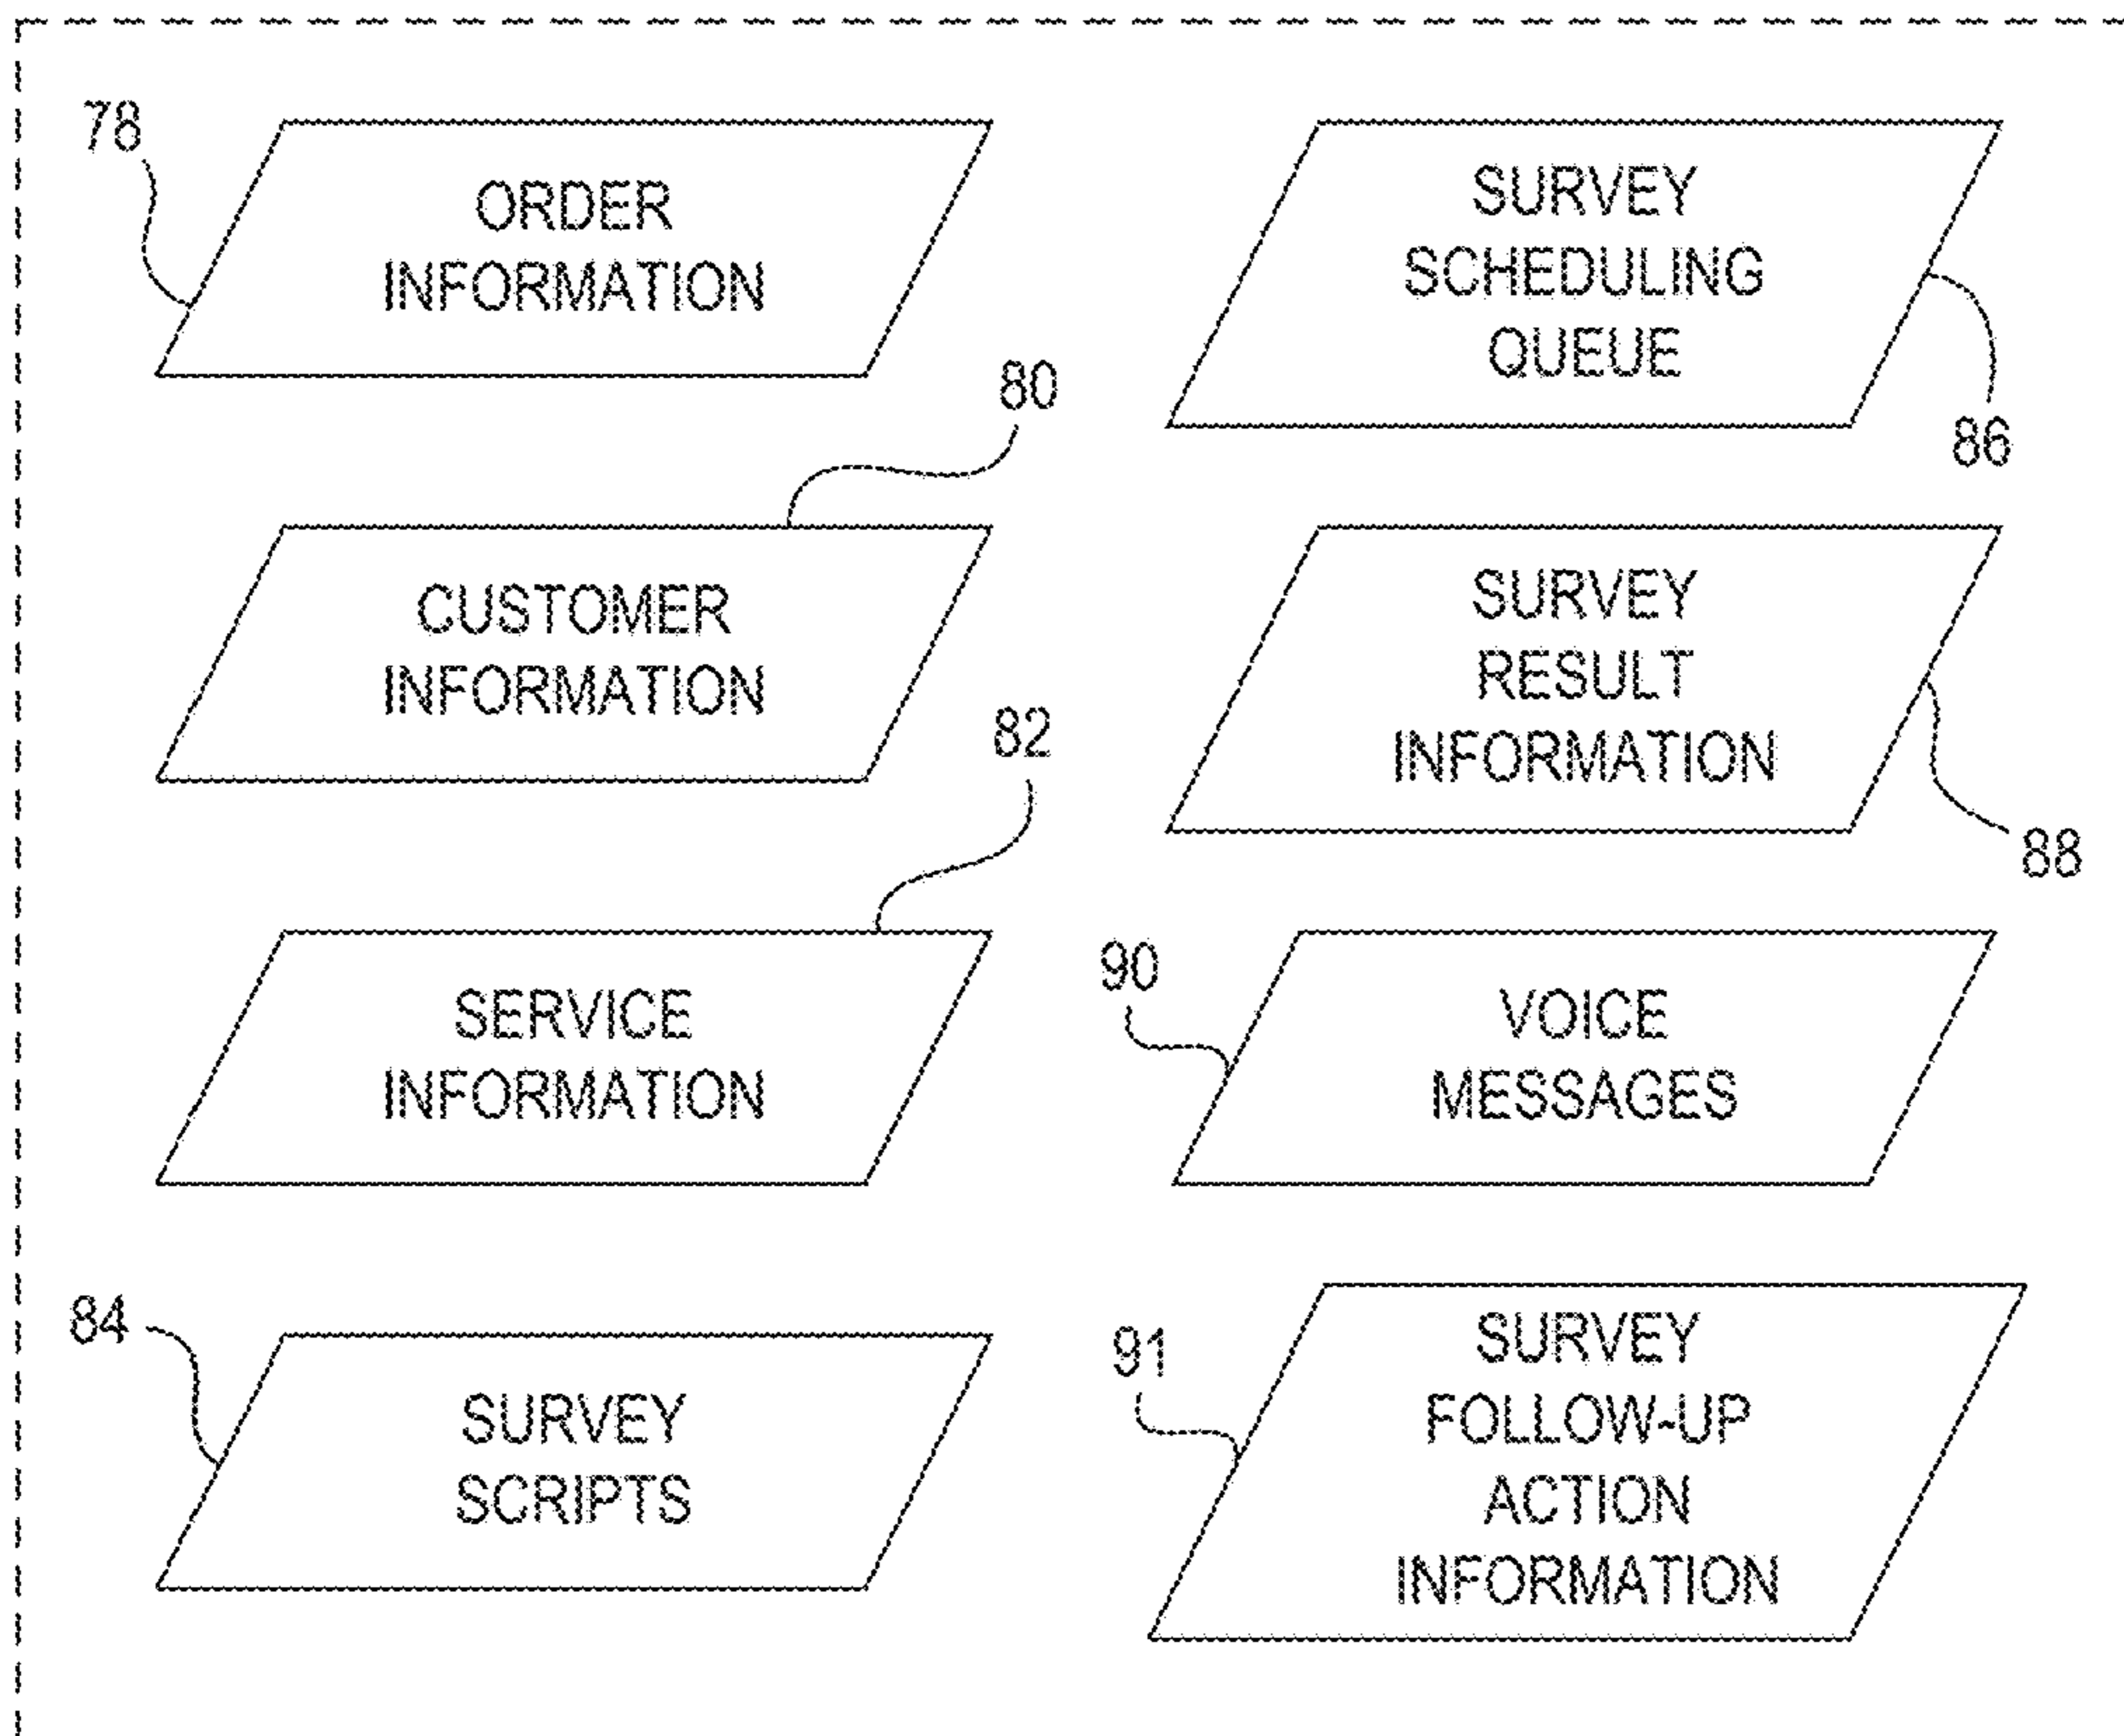 78
ORDER
INFORMATION
80
CUSTOMER
INFORMATION
82
SERVICE
INFORMATION
84
SURVEY
SCRIPTS
SURVEY
SCHEDULING
QUEUE
86
SURVEY
RESULT
INFORMATION
88
90
VOICE
MESSAGES
91
SURVEY
FOLLOW-UP
ACTION
INFORMATION